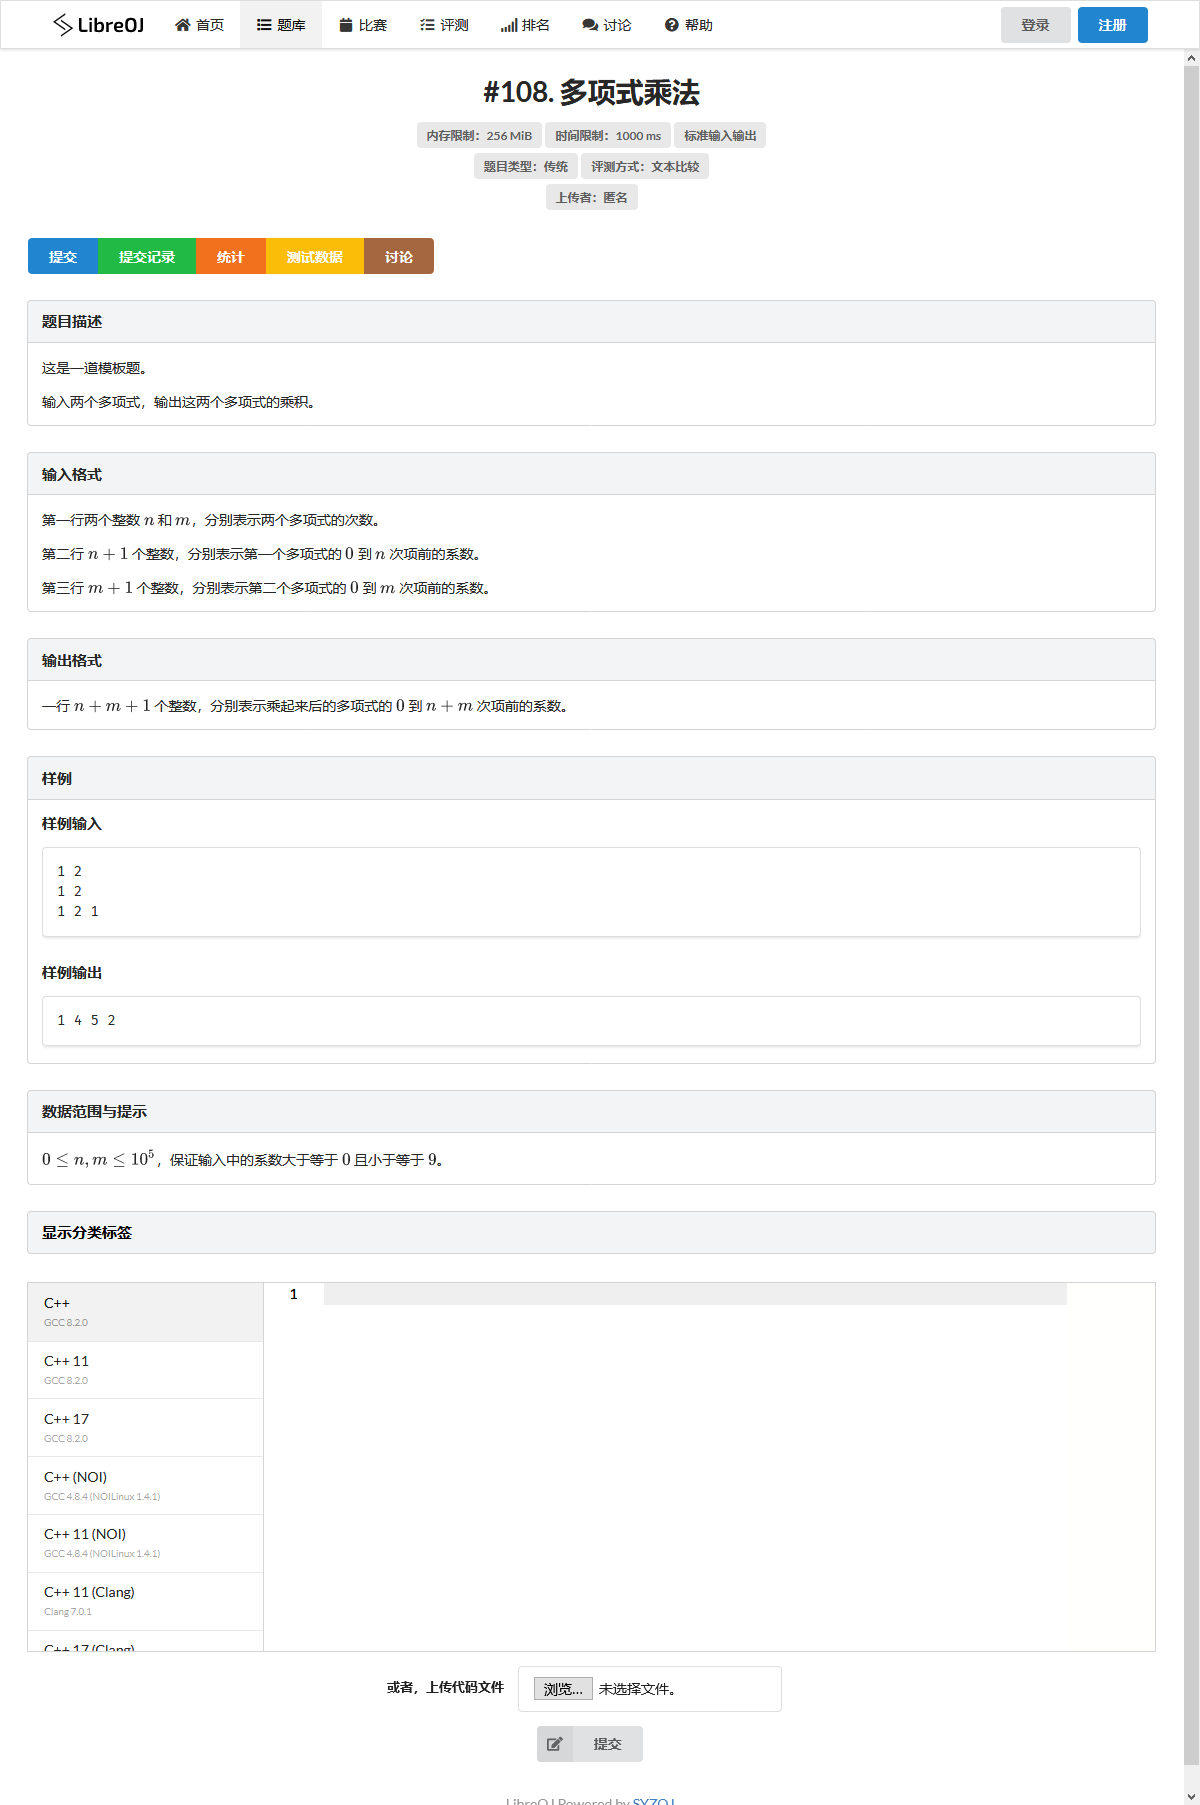 LibreOJ 首页 题库 比赛 评测 排名 讨论 帮助 登录 注册
#108. 多项式乘法
内存限制：256 MiB 时间限制：1000 ms 标准输入输出
题目类型：传统 评测方式：文本比较
上传者：匿名
提交 提交记录 统计 测试数据 讨论
题目描述
这是一道模板题。
输入两个多项式，输出这两个多项式的乘积。
输入格式
第一行两个整数 n 和 m，分别表示两个多项式的次数。
第二行 n + 1 个整数，分别表示第一个多项式的 0 到 n 次项前的系数。
第三行 m + 1 个整数，分别表示第二个多项式的 0 到 m 次项前的系数。
输出格式
一行 n + m + 1 个整数，分别表示乘起来后的多项式的 0 到 n + m 次项前的系数。
样例
样例输入
1 2
1 2
1 2 1
样例输出
1 4 5 2
数据范围与提示
0 ≤ n, m ≤ 10⁵，保证输入中的系数大于等于 0 且小于等于 9。
显示分类标签
1
C++
GCC 8.2.0
C++ 11
GCC 8.2.0
C++ 17
GCC 8.2.0
C++ (NOI)
GCC 4.8.4 (NOILinux 1.4.1)
C++ 11 (NOI)
GCC 4.8.4 (NOILinux 1.4.1)
C++ 11 (Clang)
Clang 7.0.1
C++ 17 (Clang)
或者，上传代码文件 浏览... 未选择文件。
提交
LibreOJ Powered by SYZOJ